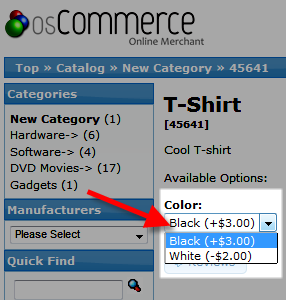 osCommerce
Online Merchant
Top » Catalog » New Category » 45641
Categories
New Category (1)
Hardware-> (6)
Software-> (4)
DVD Movies-> (17)
Gadgets (1)
Manufacturers
Please Select
Quick Find
T-Shirt
[45641]
Cool T-shirt
Available Options:
Color:
Black (+$3.00)
Black (+$3.00)
White (-$2.00)
Reviews